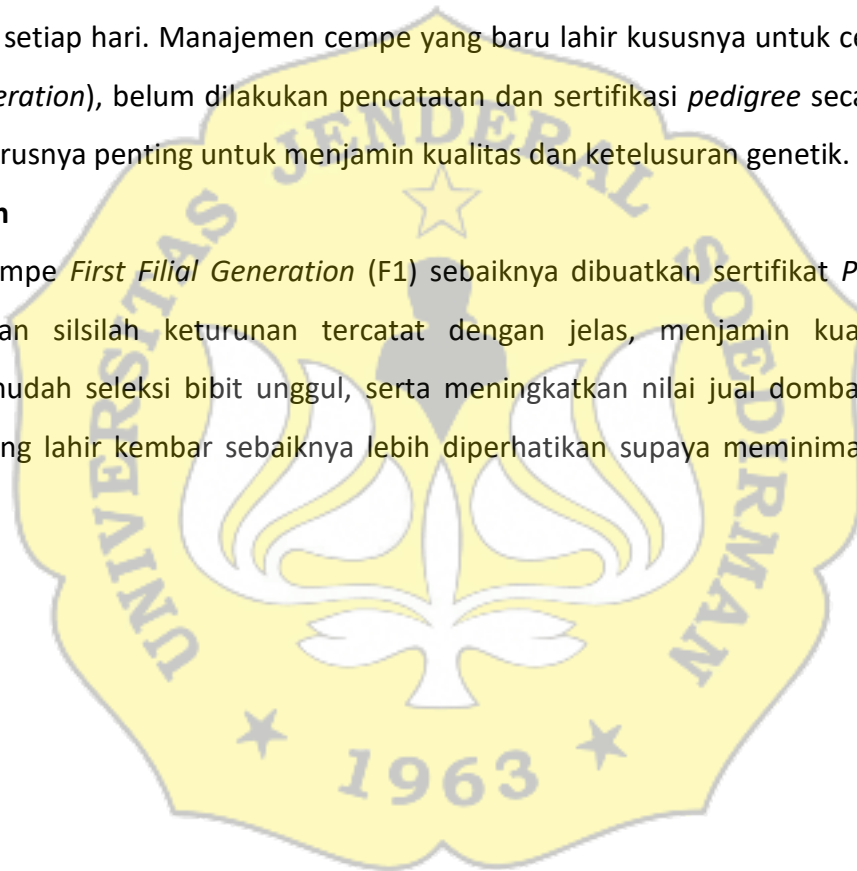 setiap hari. Manajemen cempe yang baru lahir kususnya untuk ce
eration), belum dilakukan pencatatan dan sertifikasi pedigree seca
rusnya penting untuk menjamin kualitas dan ketelusuran genetik.
n
mpe First Filial Generation (F1) sebaiknya dibuatkan sertifikat P
an silsilah keturunan tercatat dengan jelas, menjamin kua
nudah seleksi bibit unggul, serta meningkatkan nilai jual domba
ng lahir kembar sebaiknya lebih diperhatikan supaya meminima
UNIVERSITAS JENDERAL SOEDIRMAN
1963